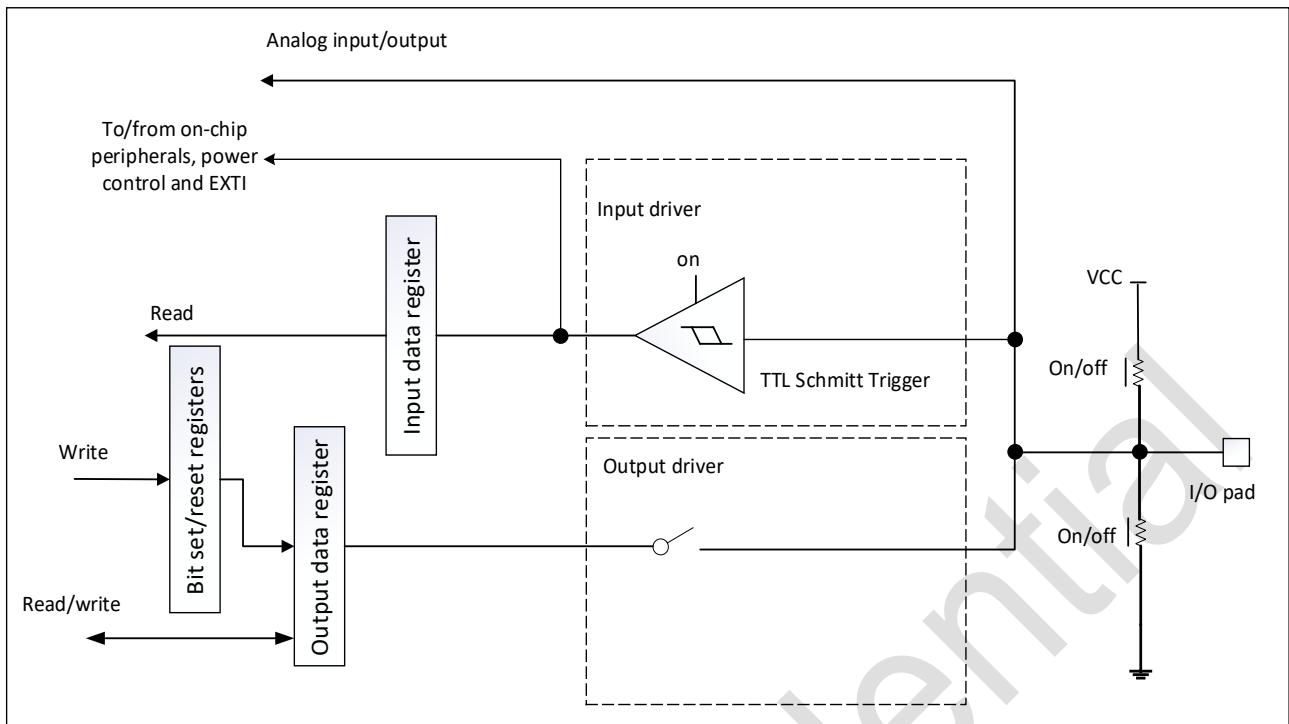 Analog input/output
To/from on-chip
peripherals, power
control and EXTI
Input driver
on
VCC
Input data register
Read
On/off
TTL Schmitt Trigger
Bit set/reset registers
Write
Output data register
Output driver
I/O pad
On/off
Read/write